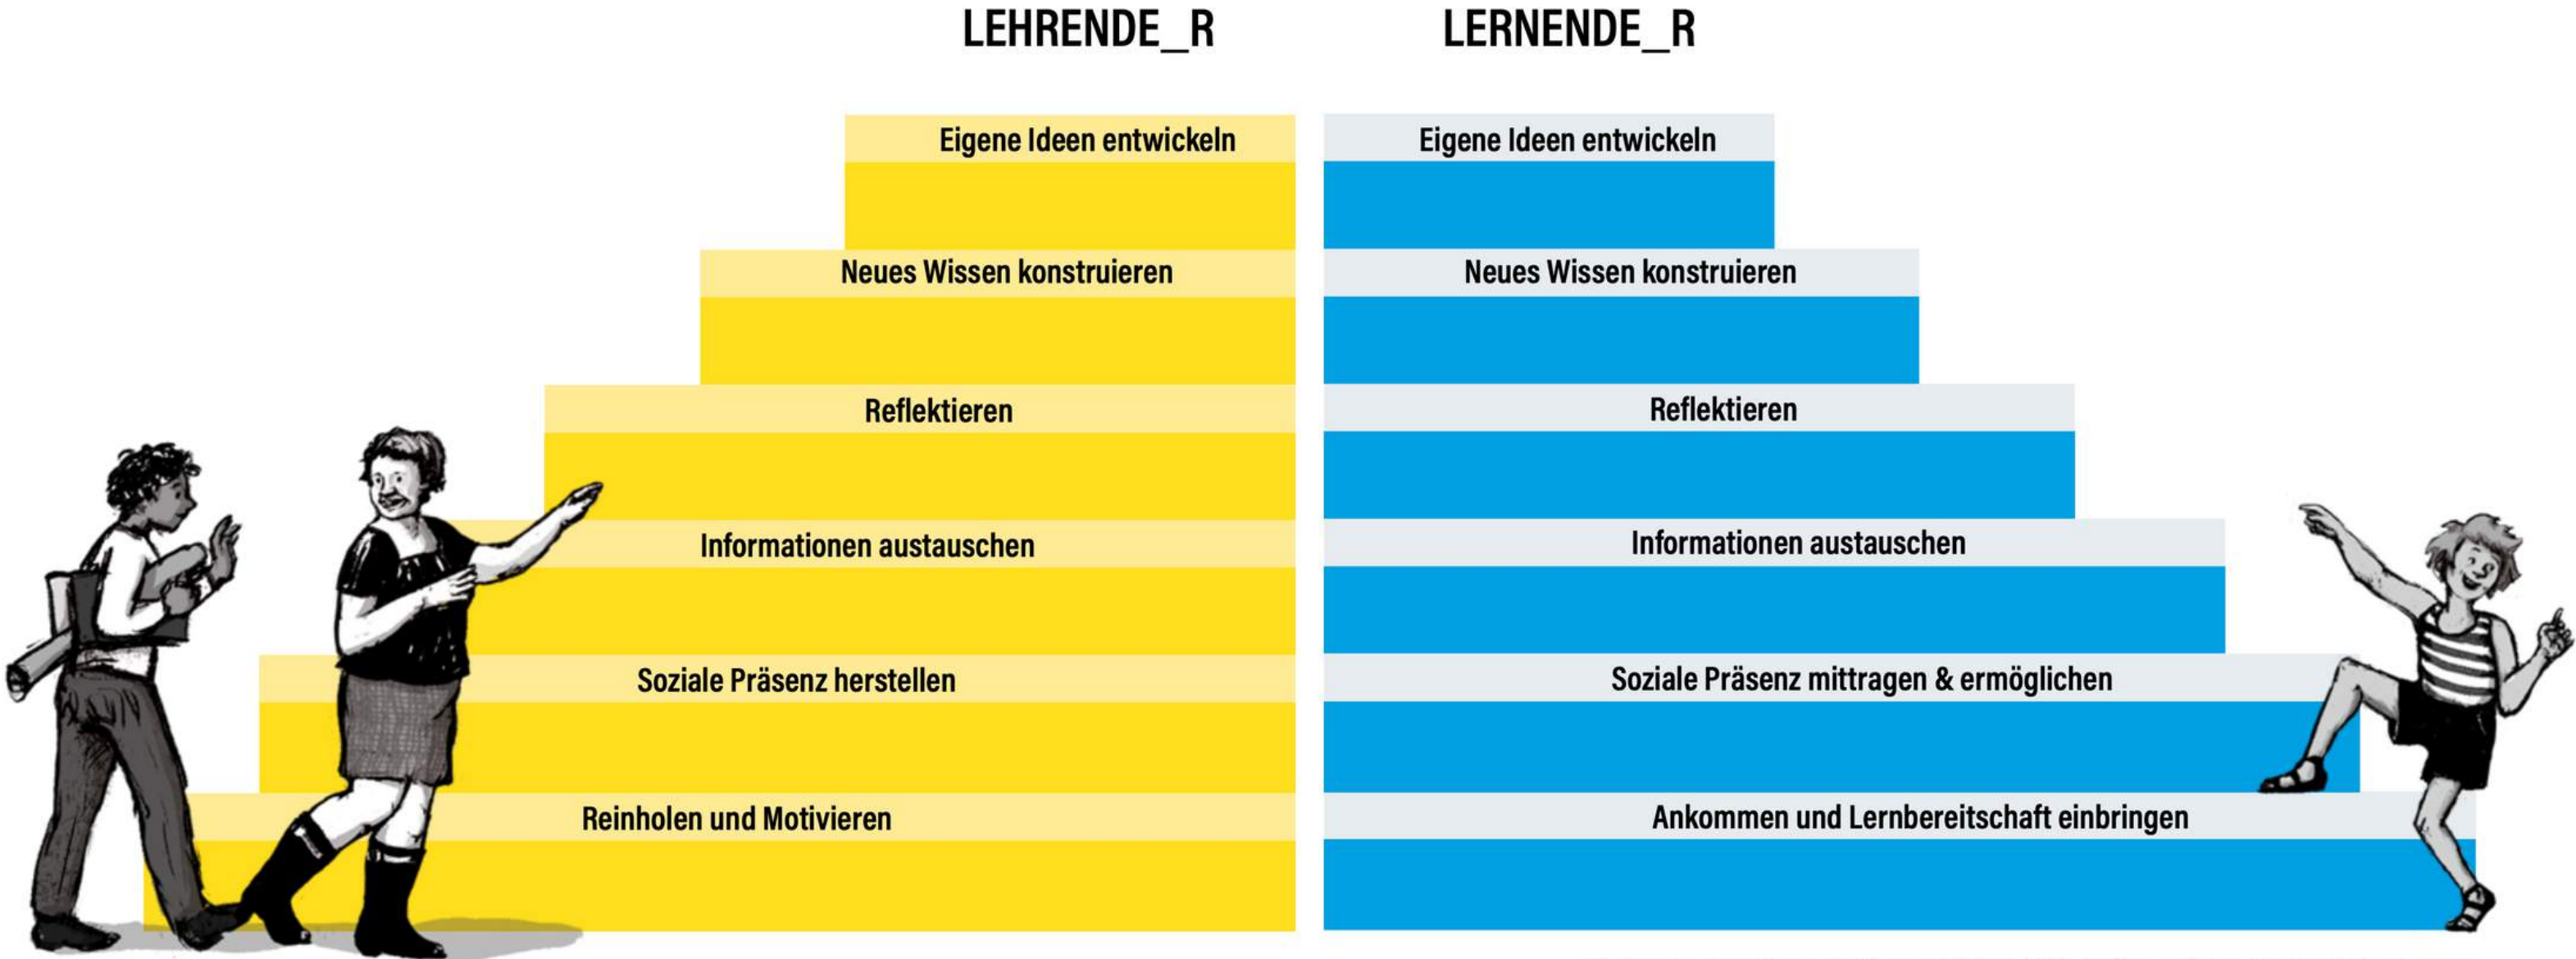 LEHRENDE_R
Eigene Ideen entwickeln
Neues Wissen konstruieren
Reflektieren
Informationen austauschen
Soziale Präsenz herstellen
Reinholen und Motivieren
LERNENDE_R
Eigene Ideen entwickeln
Neues Wissen konstruieren
Reflektieren
Informationen austauschen
Soziale Präsenz mittragen & ermöglichen
Ankommen und Lernbereitschaft einbringen